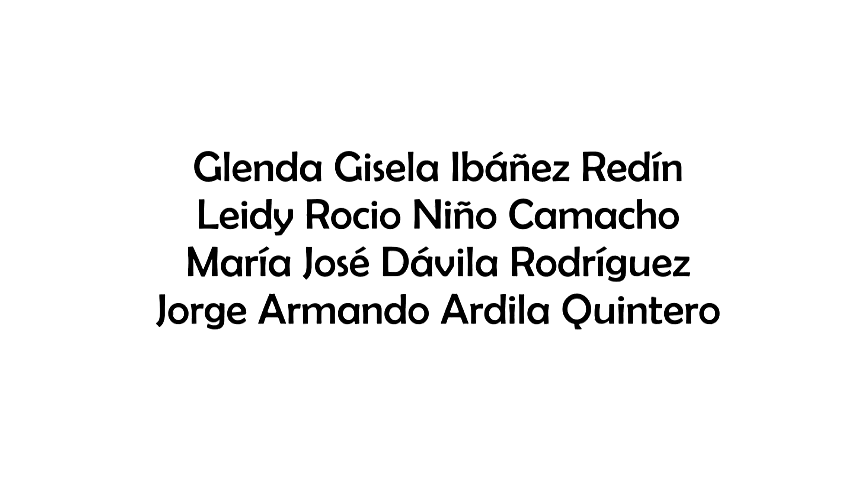 Glenda Gisela Ibáñez Redín
Leidy Rocio Niño Camacho
María José Dávila Rodríguez
Jorge Armando Ardila Quintero